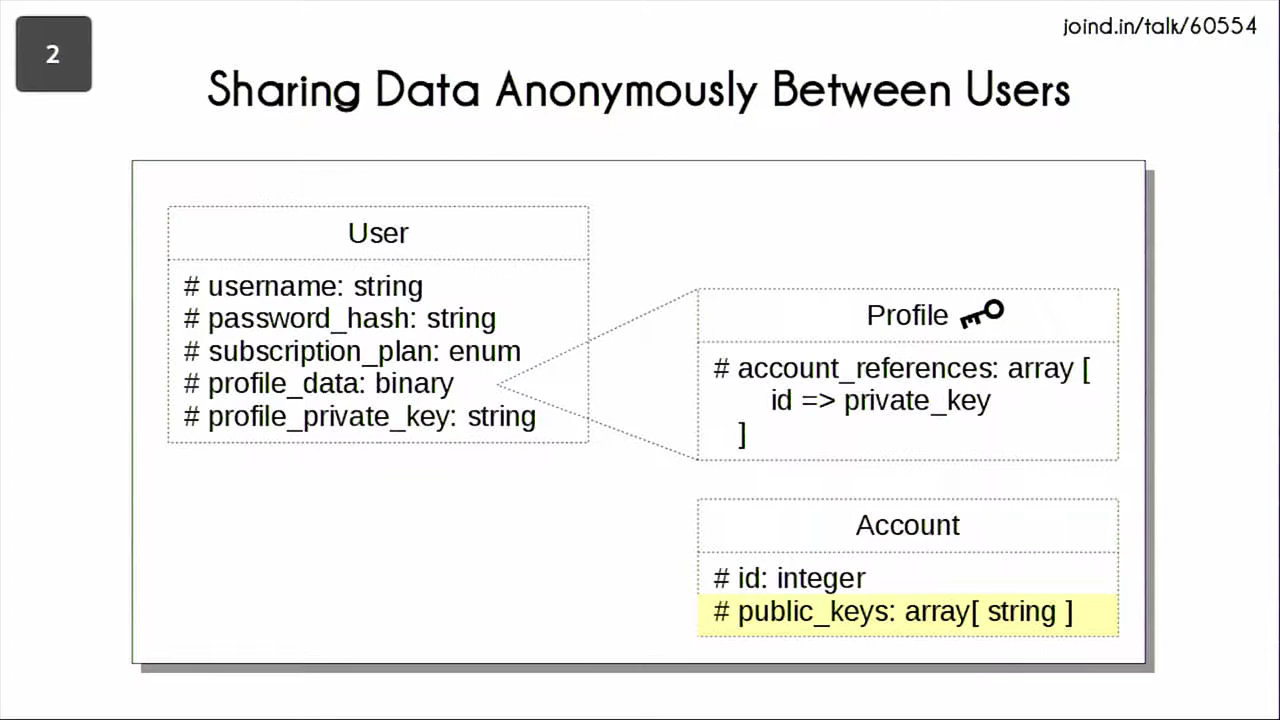 2
joind.in/talk/60554
Sharing Data Anonymously Between Users
User
# username: string
# password_hash: string
# subscription_plan: enum
# profile_data: binary
# profile_private_key: string
Profile
# account_references: array [
id => private_key
]
Account
# id: integer
# public_keys: array[ string ]